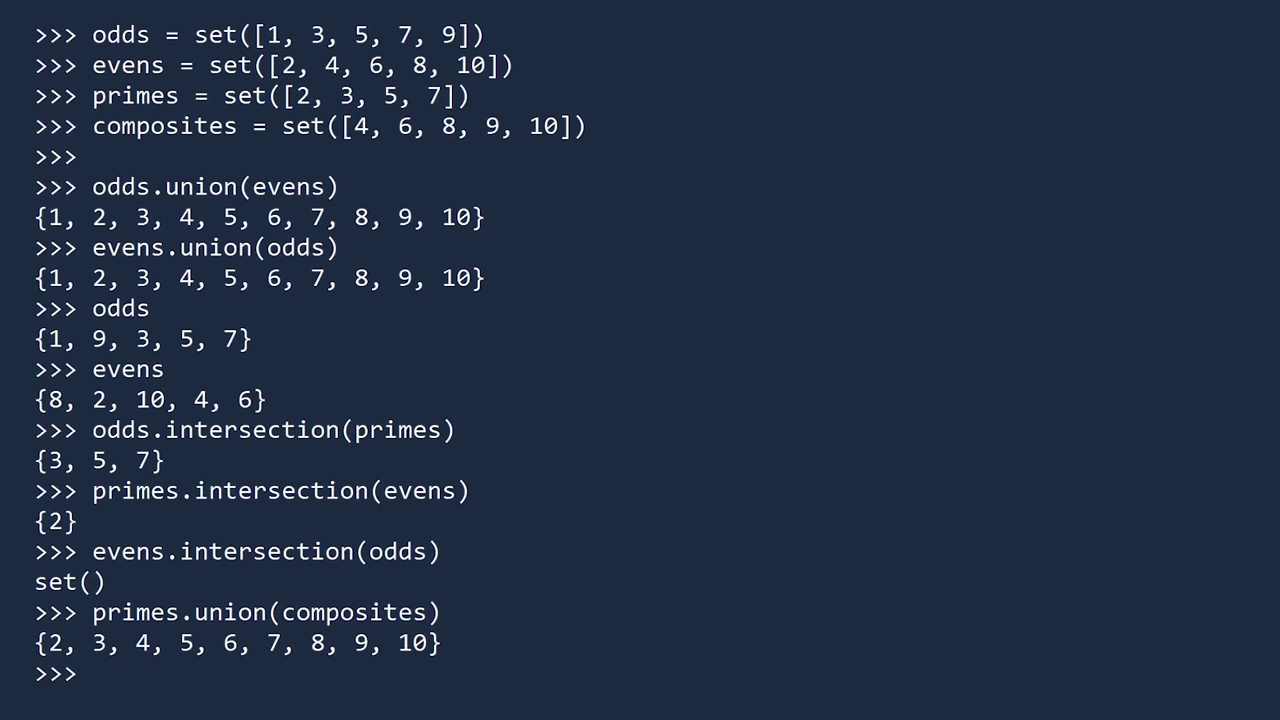 >>> odds = set([1, 3, 5, 7, 9])
>>> evens = set([2, 4, 6, 8, 10])
>>> primes = set([2, 3, 5, 7])
>>> composites = set([4, 6, 8, 9, 10])
>>>
>>> odds.union(evens)
{1, 2, 3, 4, 5, 6, 7, 8, 9, 10}
>>> evens.union(odds)
{1, 2, 3, 4, 5, 6, 7, 8, 9, 10}
>>> odds
{1, 9, 3, 5, 7}
>>> evens
{8, 2, 10, 4, 6}
>>> odds.intersection(primes)
{3, 5, 7}
>>> primes.intersection(evens)
{2}
>>> evens.intersection(odds)
set()
>>> primes.union(composites)
{2, 3, 4, 5, 6, 7, 8, 9, 10}
>>>